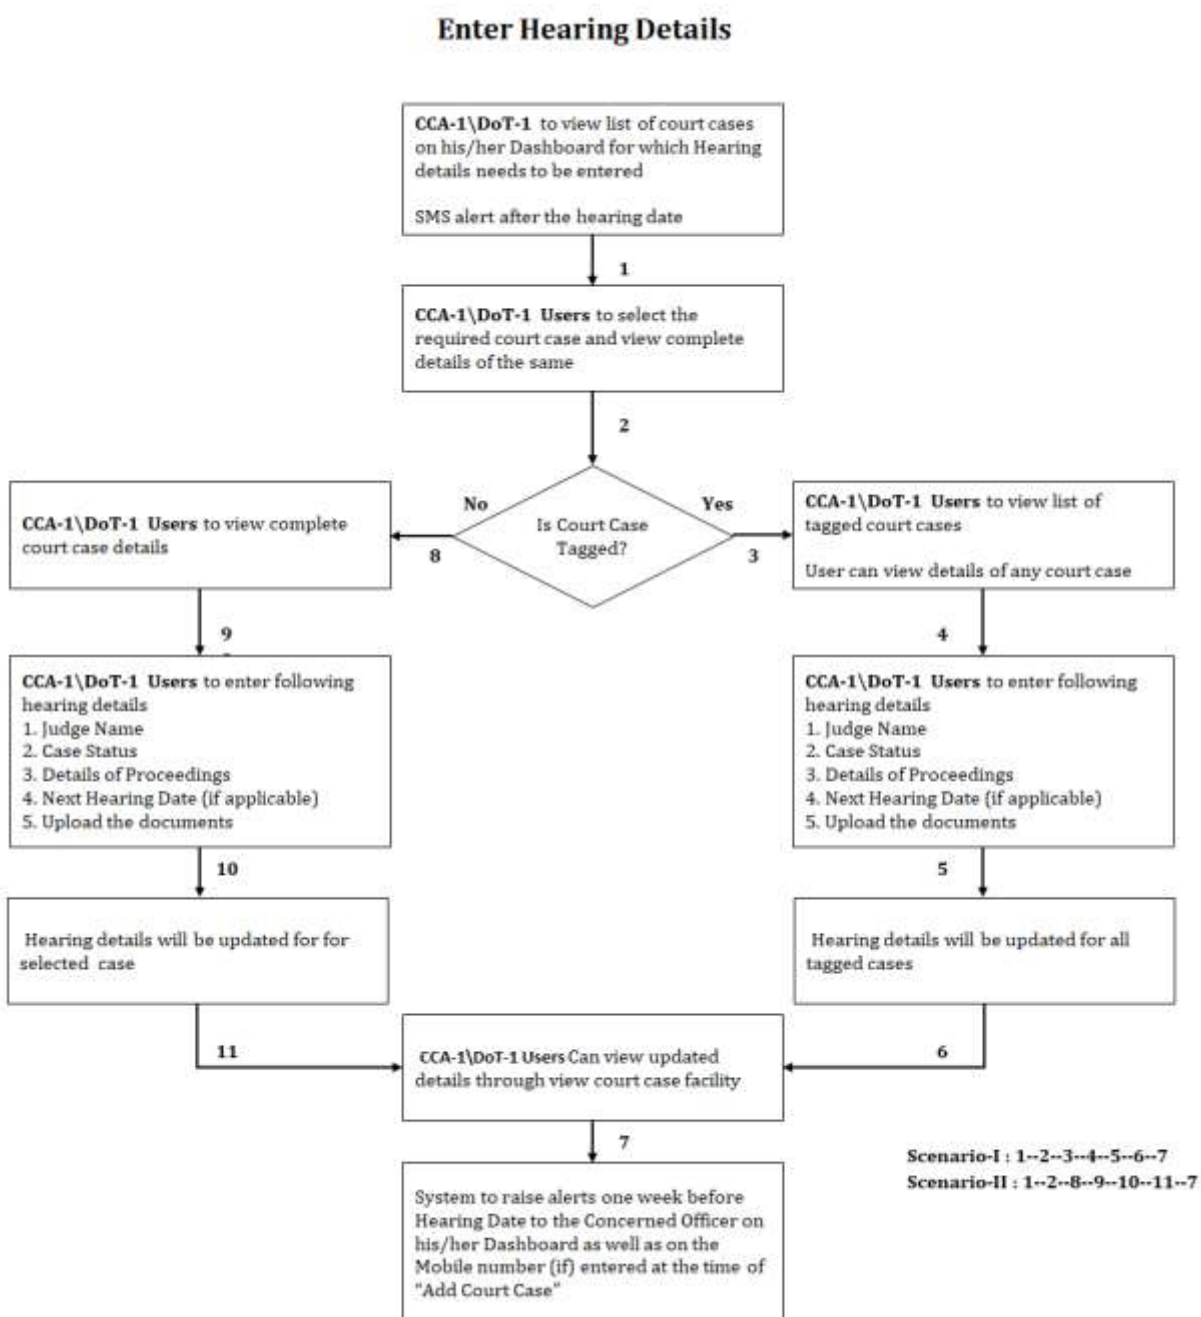 Enter Hearing Details
CCA-1\DoT-1 to view list of court cases
on his/her Dashboard for which Hearing
details needs to be entered
SMS alert after the hearing date
1
CCA-1\DoT-1 Users to select the
required court case and view complete
details of the same
2
Is Court Case
Tagged?
No
8
Yes
3
CCA-1\DoT-1 Users to view complete
court case details
CCA-1\DoT-1 Users to view list of
tagged court cases
User can view details of any court case
9
4
CCA-1\DoT-1 Users to enter following
hearing details
1. Judge Name
2. Case Status
3. Details of Proceedings
4. Next Hearing Date (if applicable)
5. Upload the documents
CCA-1\DoT-1 Users to enter following
hearing details
1. Judge Name
2. Case Status
3. Details of Proceedings
4. Next Hearing Date (if applicable)
5. Upload the documents
10
5
Hearing details will be updated for for
selected case
Hearing details will be updated for all
tagged cases
11
6
CCA-1\DoT-1 Users Can view updated
details through view court case facility
7
System to raise alerts one week before
Hearing Date to the Concerned Officer on
his/her Dashboard as well as on the
Mobile number (if) entered at the time of
"Add Court Case"
Scenario-I : 1--2--3--4--5--6--7
Scenario-II : 1--2--8--9--10--11--7